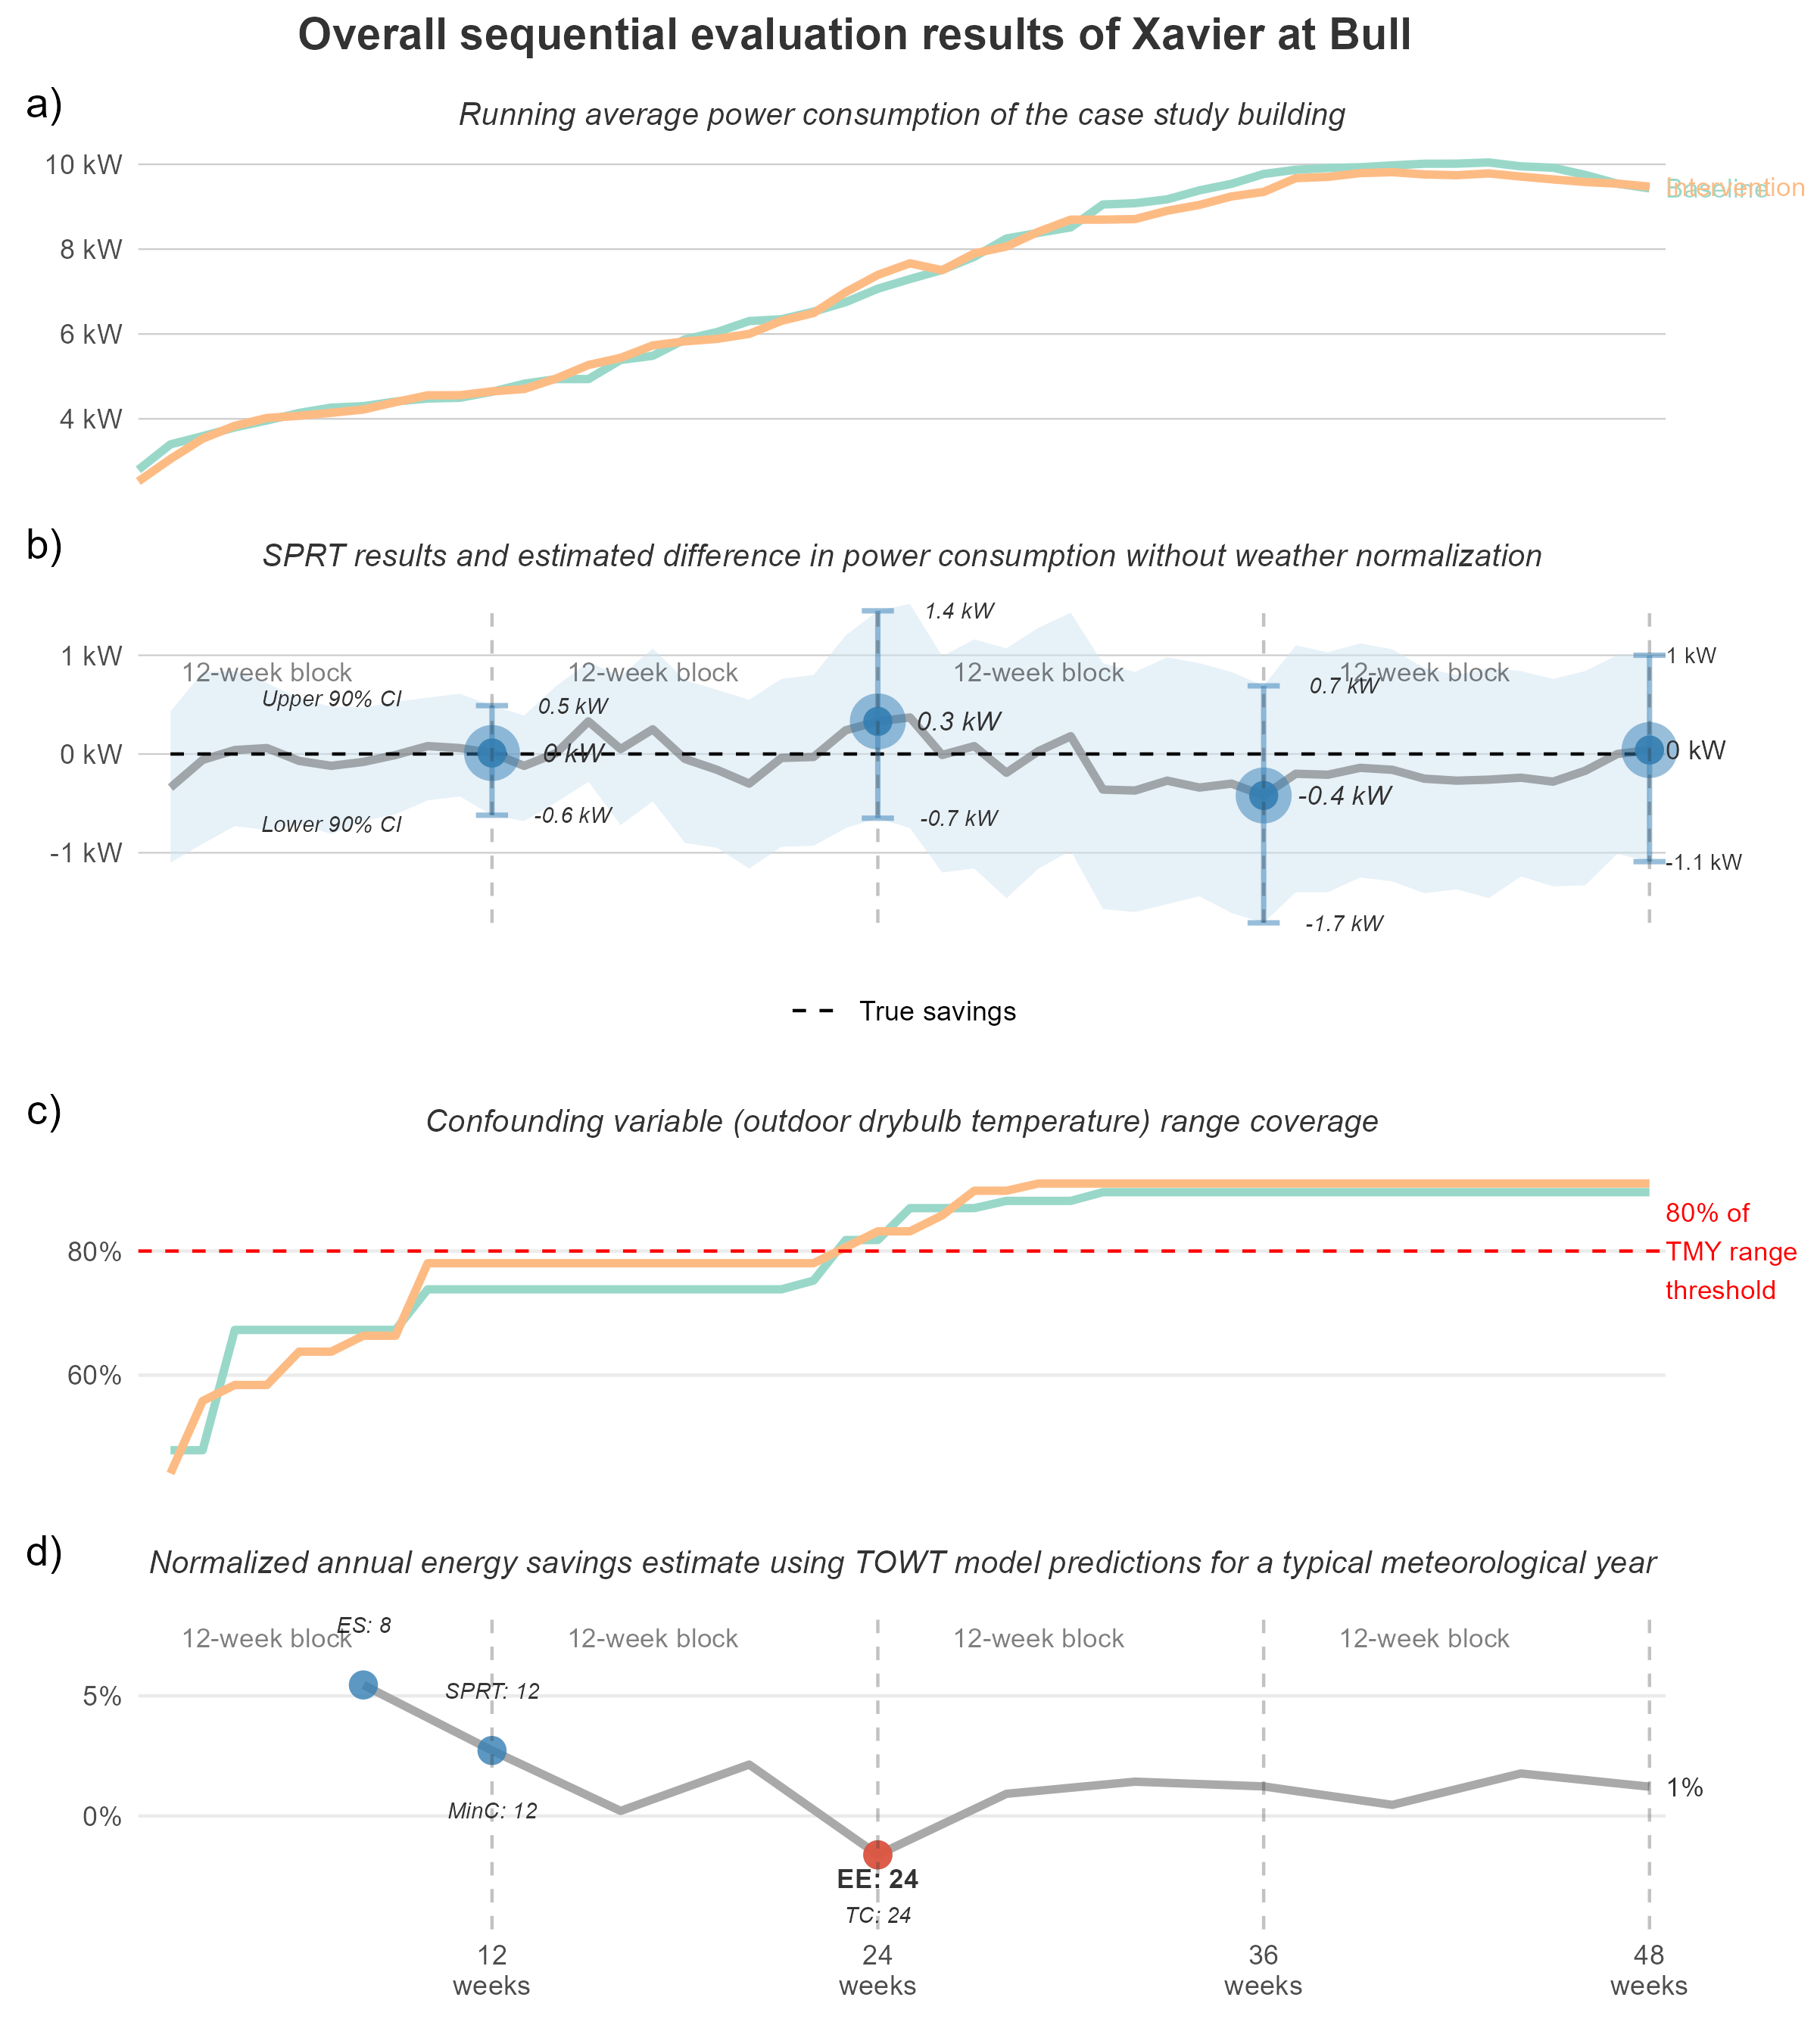 Overall sequential evaluation results of Xavier at Bull
a)
Running average power consumption of the case study building
10 kW
8 kW
6 kW
4 kW
Baseline
Intervention
b)
SPRT results and estimated difference in power consumption without weather normalization
1 kW
0 kW
-1 kW
12-week block
12-week block
12-week block
12-week block
Upper 90% CI
Lower 90% CI
0.5 kW
0 kW
-0.6 kW
1.4 kW
0.3 kW
-0.7 kW
0.7 kW
-0.4 kW
-1.7 kW
1 kW
0 kW
-1.1 kW
True savings
c)
Confounding variable (outdoor drybulb temperature) range coverage
80%
60%
80% of
TMY range
threshold
d)
Normalized annual energy savings estimate using TOWT model predictions for a typical meteorological year
12-week block
12-week block
12-week block
12-week block
ES: 8
SPRT: 12
MinC: 12
5%
0%
EE: 24
TC: 24
1%
12
weeks
24
weeks
36
weeks
48
weeks